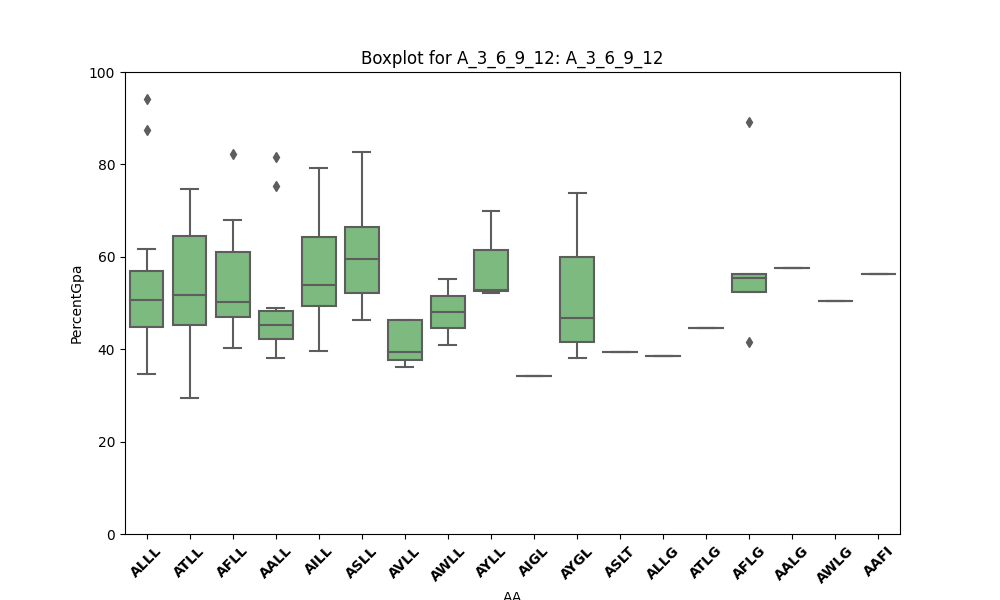 Boxplot for A_3_6_9_12: A_3_6_9_12
100
80
60
40
20
0
PercentGpa
ALLL ATLL AFLL AALL AILL ASLL AVLL AWLL AYLL AIGL AYGL ASLT ALLG ATLG AFLG AALG AWLG AAFI
AA